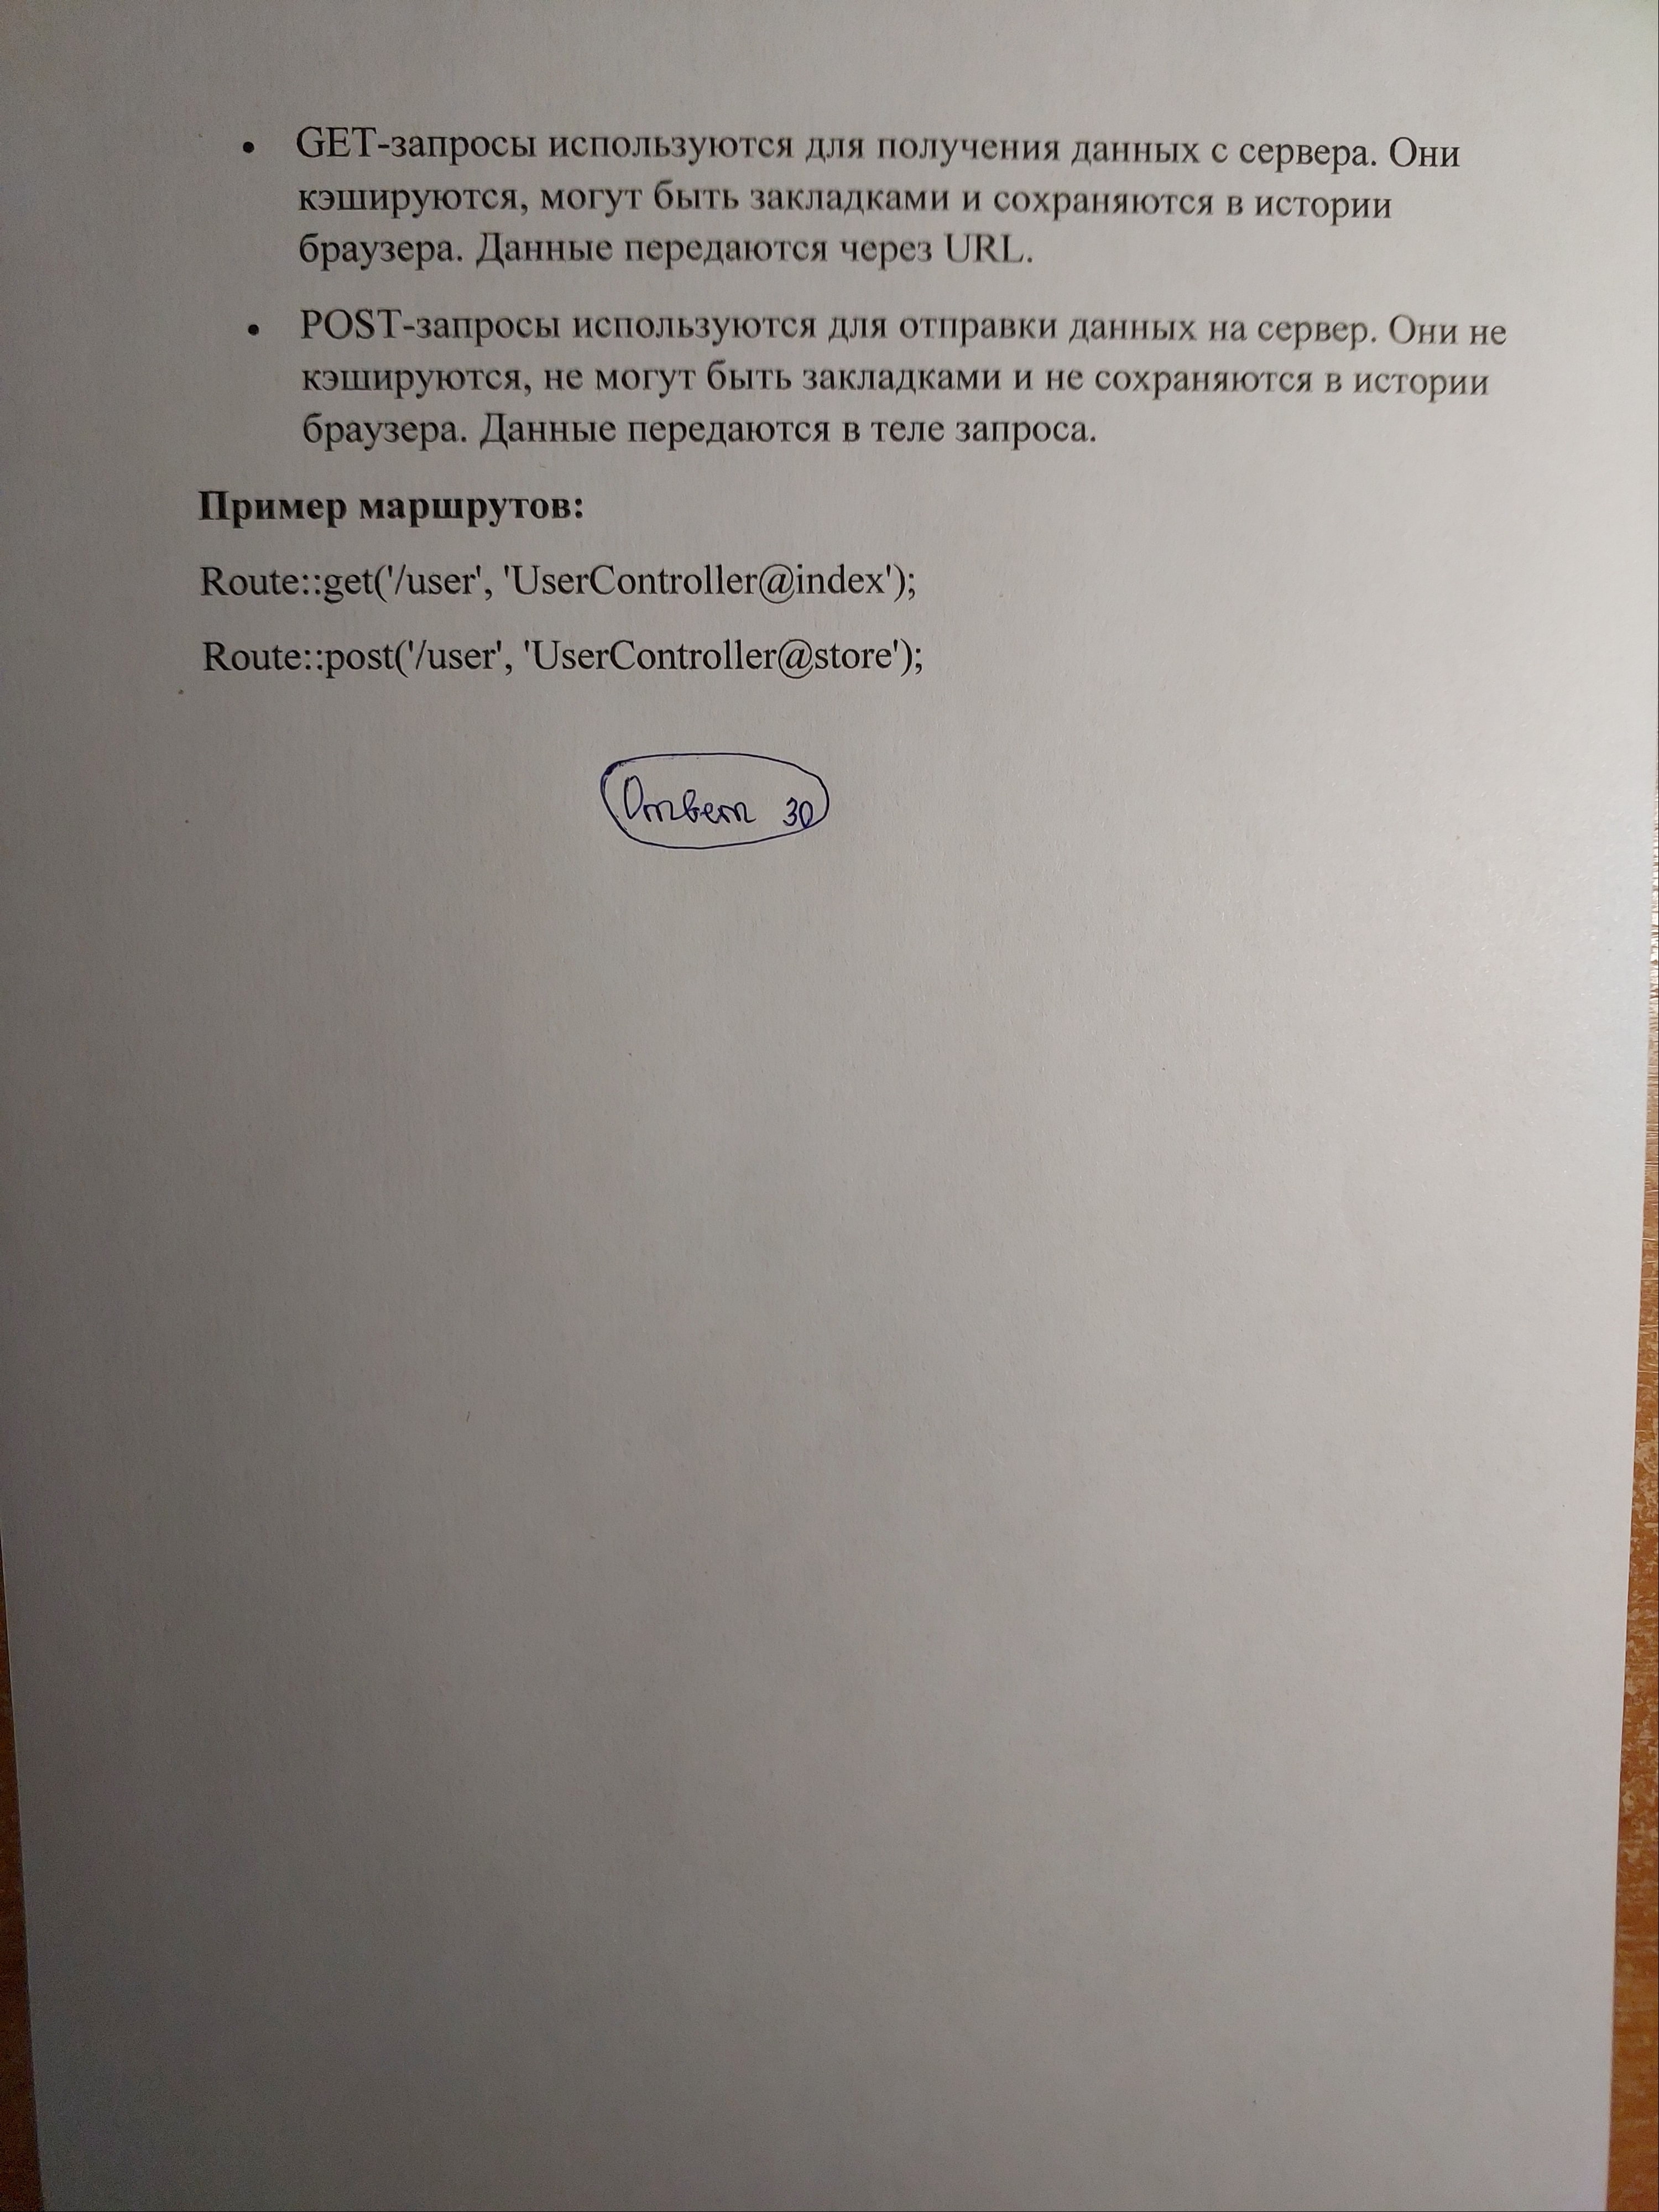 • GET-запросы используются для получения данных с сервера. Они
кэшируются, могут быть закладками и сохраняются в истории
браузера. Данные передаются через URL.
• POST-запросы используются для отправки данных на сервер. Они не
кэшируются, не могут быть закладками и не сохраняются в истории
браузера. Данные передаются в теле запроса.
Пример маршрутов:
Route::get('/user', 'UserController@index');
Route::post('/user', 'UserController@store');
Ответ 30